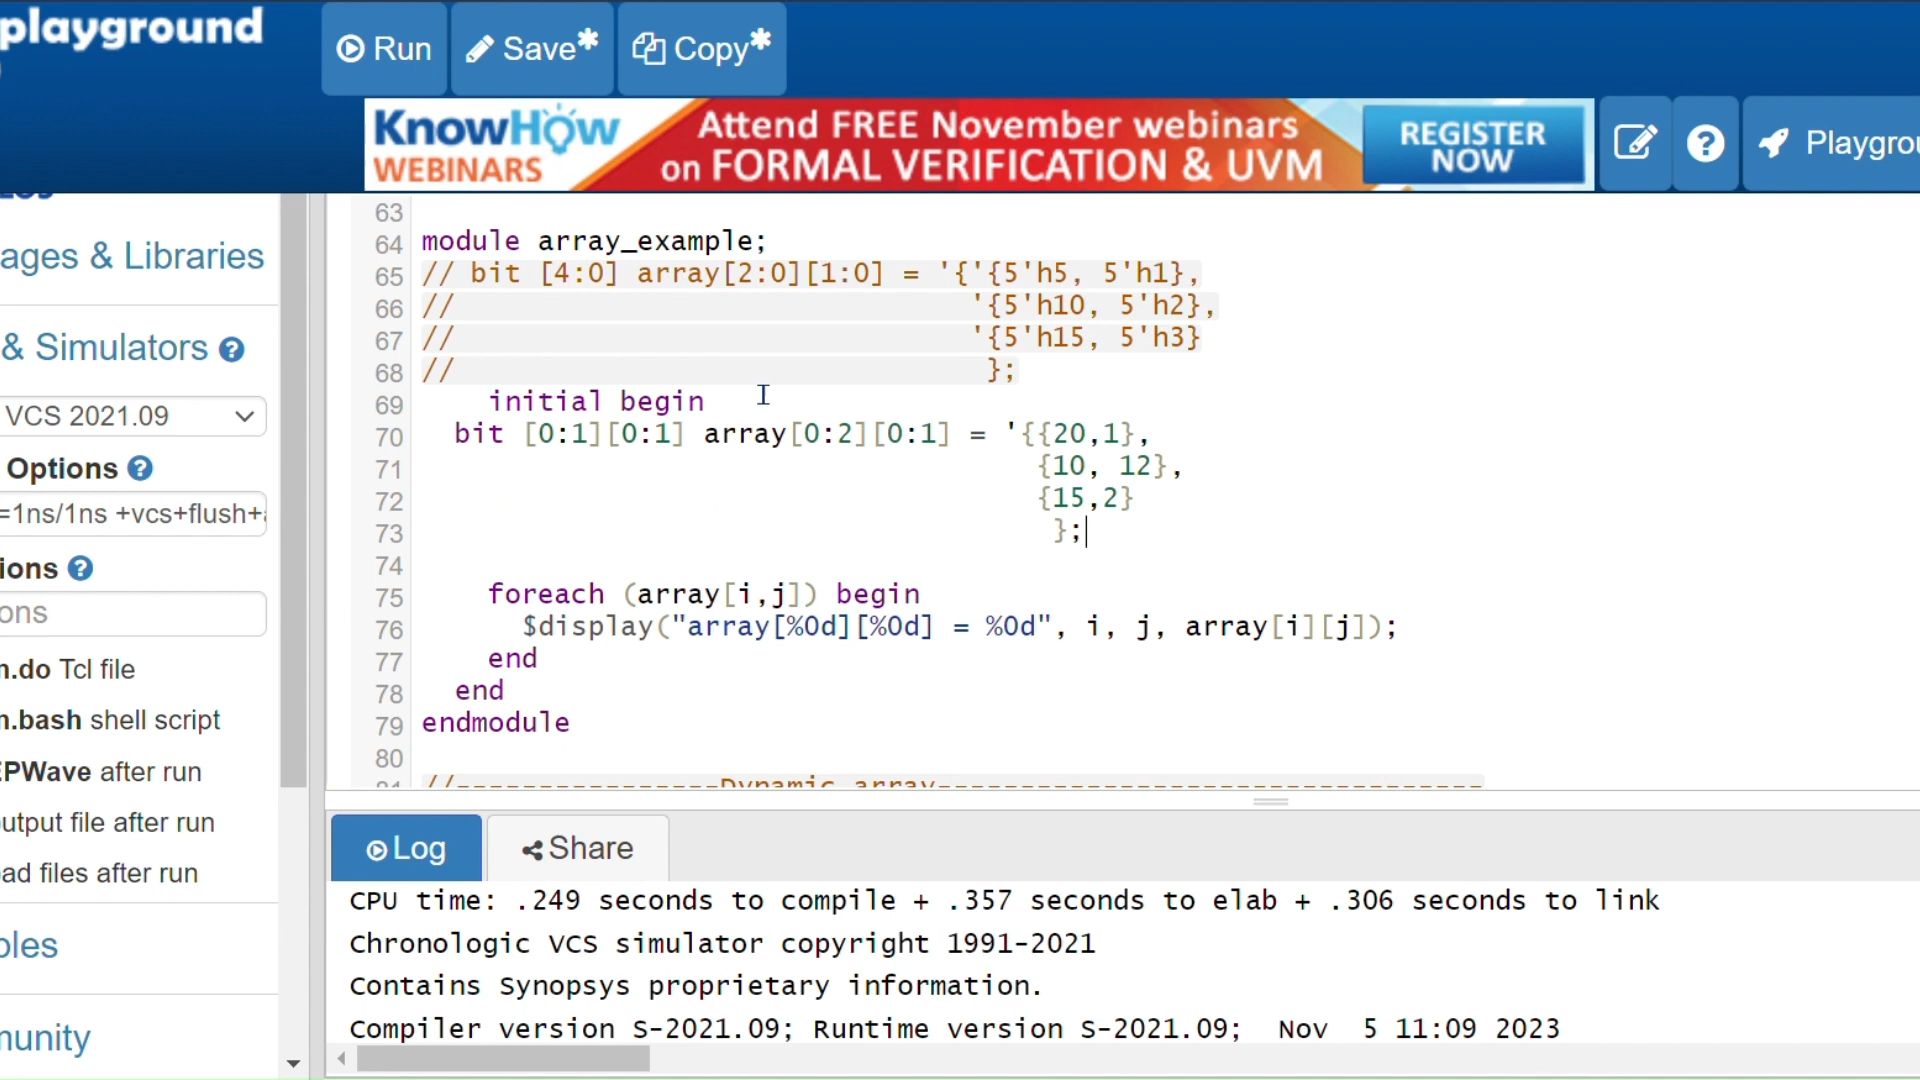 playground
Run
Save*
Copy*
KnowHow
WEBINARS
Attend FREE November webinars
on FORMAL VERIFICATION & UVM
REGISTER
NOW
Playgrou
ages & Libraries
& Simulators
VCS 2021.09
Options
=1ns/1ns +vcs+flush+a
ions
ons
n.do Tcl file
n.bash shell script
EPWave after run
utput file after run
ad files after run
ples
munity
63
64 module array_example;
65 // bit [4:0] array[2:0][1:0] = '{'{5'h5, 5'h1},
66 // '{5'h10, 5'h2},
67 // '{5'h15, 5'h3}
68 // };
69 initial begin
70 bit [0:1][0:1] array[0:2][0:1] = '{{20,1},
71 {10, 12},
72 {15,2}
73 };
74
75 foreach (array[i,j]) begin
76 $display("array[%0d][%0d] = %0d", i, j, array[i][j]);
77 end
78 end
79 endmodule
80
81 //----------------Dynamic array---------------------------------
Log
Share
CPU time: .249 seconds to compile + .357 seconds to elab + .306 seconds to link
Chronologic VCS simulator copyright 1991-2021
Contains Synopsys proprietary information.
Compiler version S-2021.09; Runtime version S-2021.09; Nov 5 11:09 2023